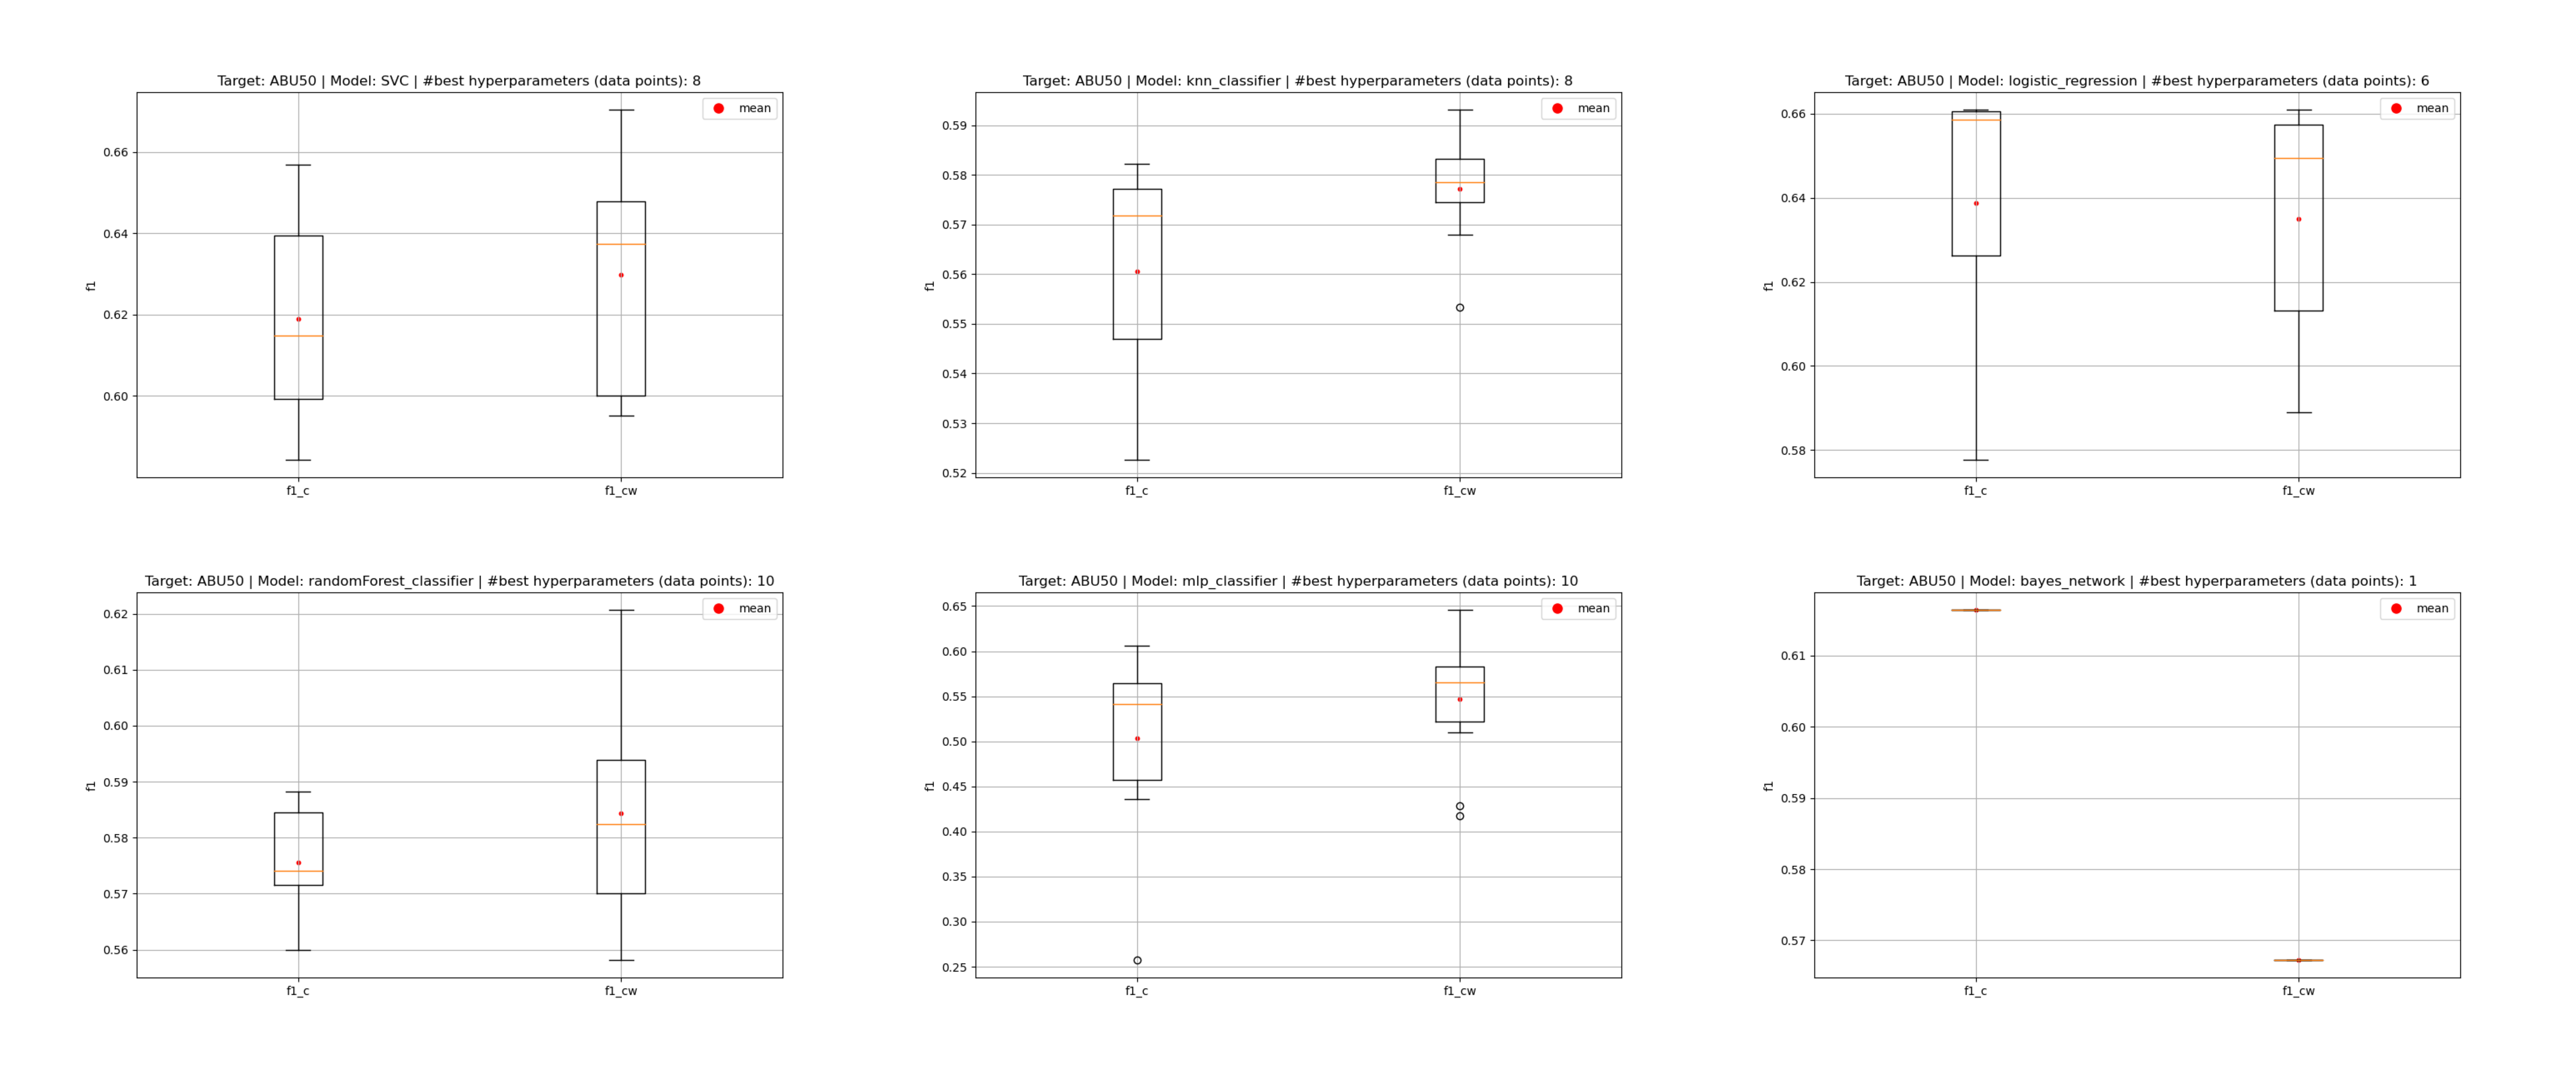 Target: ABU50 | Model: SVC | #best hyperparameters (data points): 8
mean
0.66
0.64
0.62
0.60
f1
f1_c
f1_cw
Target: ABU50 | Model: knn_classifier | #best hyperparameters (data points): 8
mean
0.59
0.58
0.57
0.56
0.55
0.54
0.53
0.52
f1
f1_c
f1_cw
Target: ABU50 | Model: logistic_regression | #best hyperparameters (data points): 6
mean
0.66
0.64
0.62
0.60
0.58
f1
f1_c
f1_cw
Target: ABU50 | Model: randomForest_classifier | #best hyperparameters (data points): 10
mean
0.62
0.61
0.60
0.59
0.58
0.57
0.56
f1
f1_c
f1_cw
Target: ABU50 | Model: mlp_classifier | #best hyperparameters (data points): 10
mean
0.65
0.60
0.55
0.50
0.45
0.40
0.35
0.30
0.25
f1
f1_c
f1_cw
Target: ABU50 | Model: bayes_network | #best hyperparameters (data points): 1
mean
0.61
0.60
0.59
0.58
0.57
f1
f1_c
f1_cw